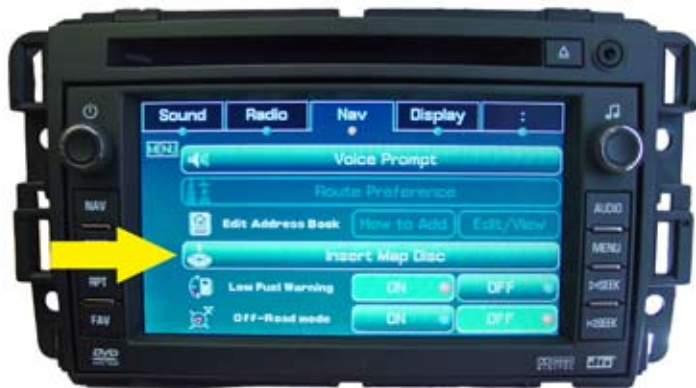 Sound Radio Nav Display :
MENU
Voice Prompt
Route Preference
Edit Address Book How to Add Edit/View
Insert Map Disc
Low Fuel Warning ON OFF
Off-Road mode ON OFF
NAV
RPT
FAV
AUDIO
MENU
SEEK
SEEK
DVD
dts